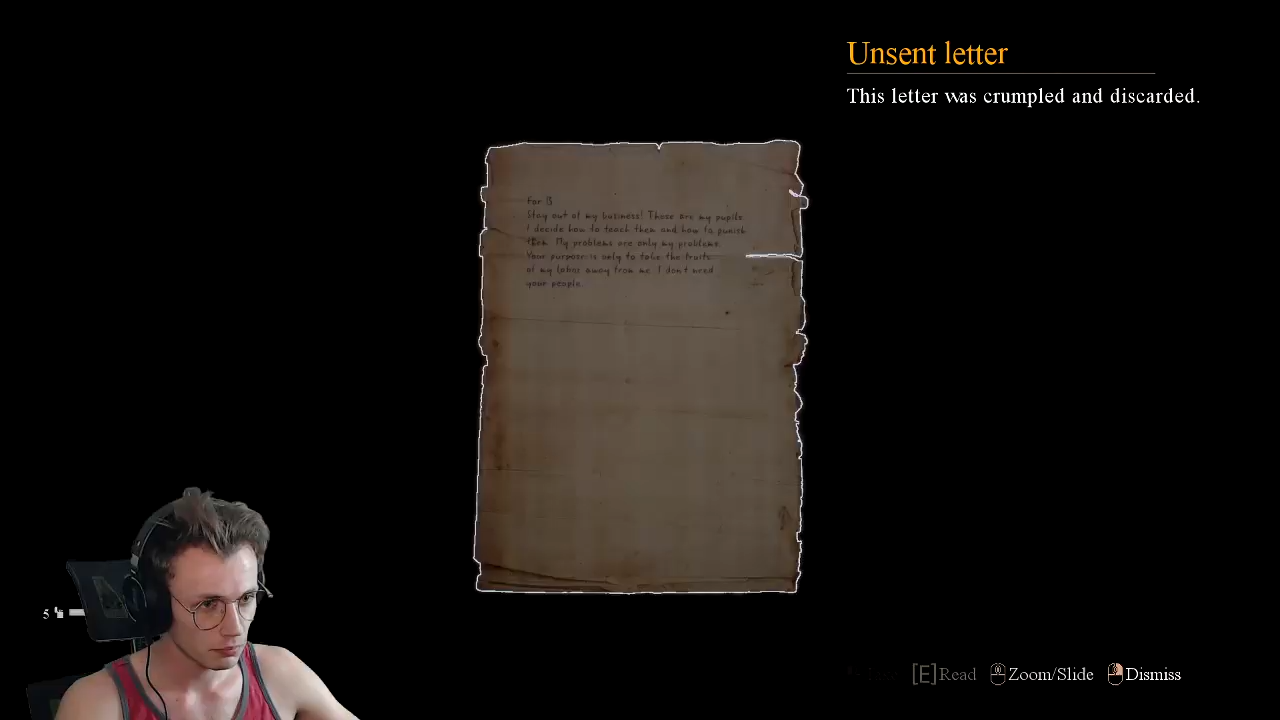 Unsent letter
This letter was crumpled and discarded.
For B
Stay out of my business! Those are my pupils
I decide how to teach them and how to punish
them. My problems are only my problems.
Your purpose is only to take the fruits
of my labor away from me. I don't need
your people.
5
[E]Read Zoom/Slide Dismiss